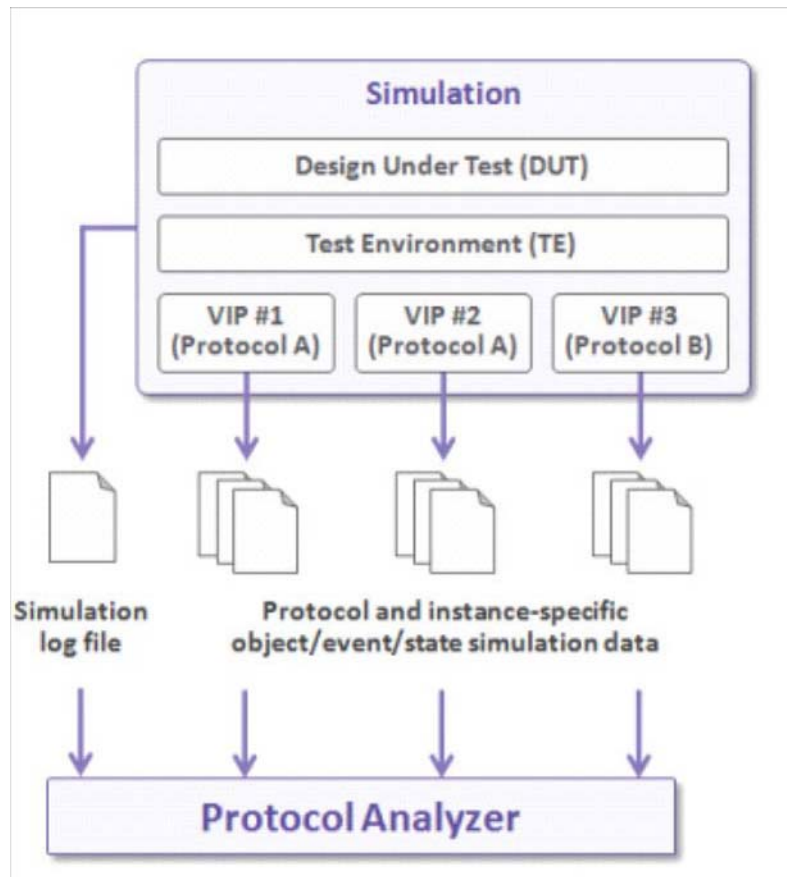 Simulation
Design Under Test (DUT)
Test Environment (TE)
VIP #1
(Protocol A)
VIP #2
(Protocol A)
VIP #3
(Protocol B)
Simulation
log file
Protocol and instance-specific
object/event/state simulation data
Protocol Analyzer